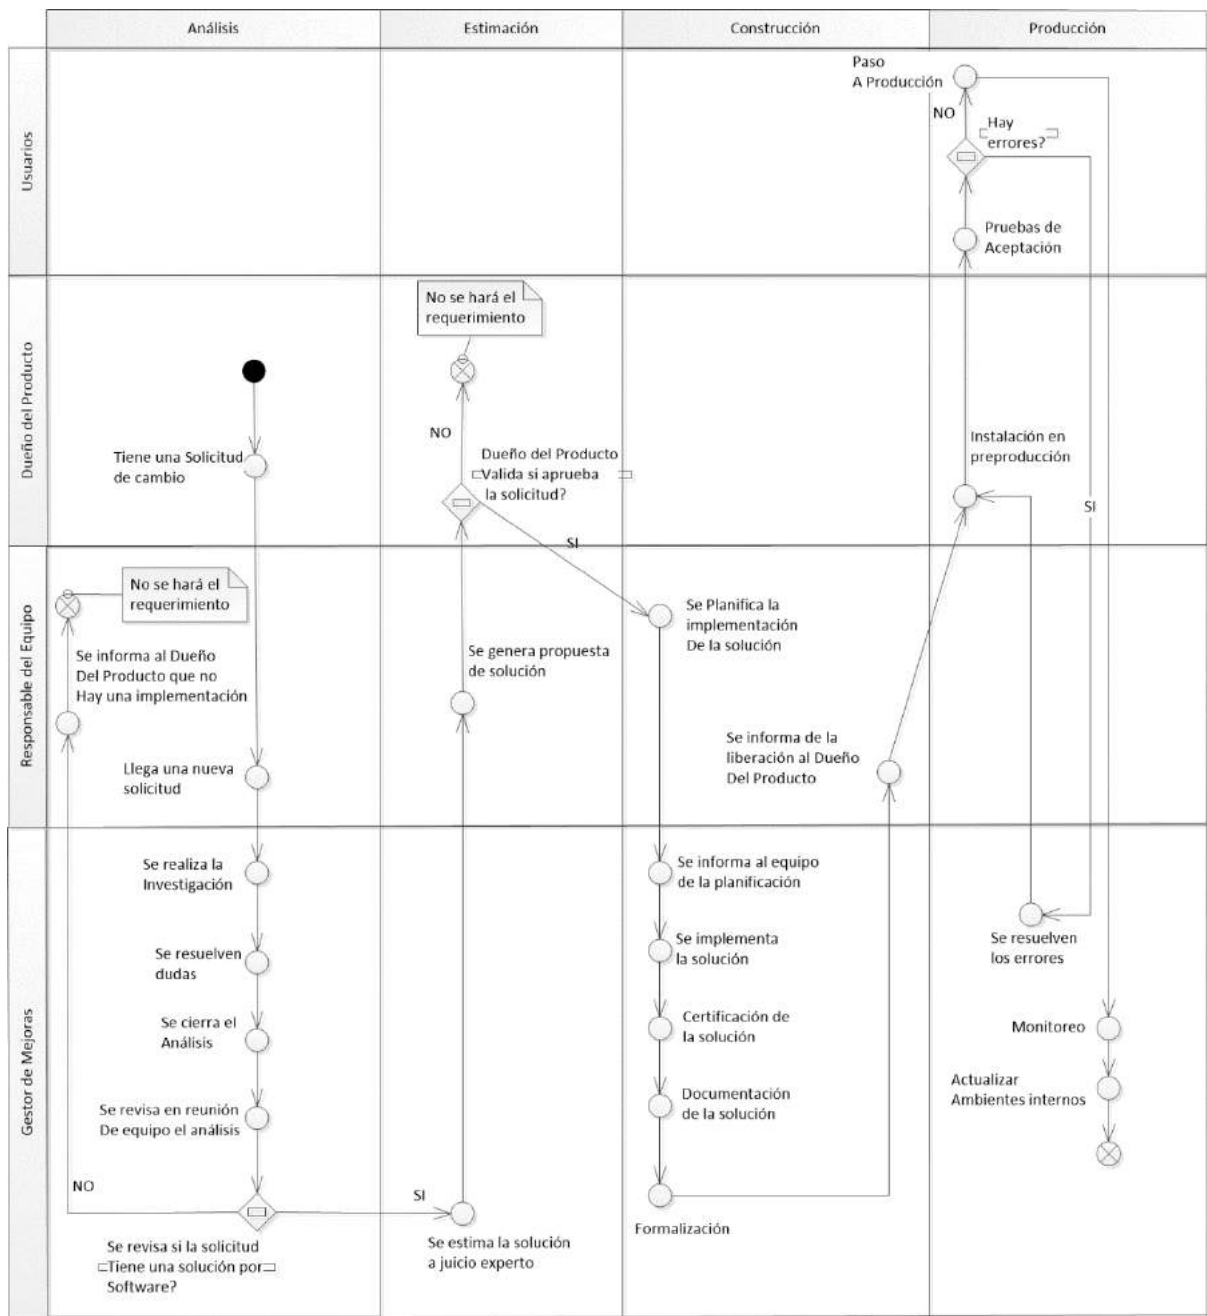 Análisis
Estimación
Construcción
Producción
Usuarios
Paso
A Producción
NO
Hay
errores?
Pruebas de
Aceptación
Dueño del Producto
Tiene una Solicitud
de cambio
No se hará el
requerimiento
NO
Dueño del Producto
Valida si aprueba
la solicitud?
SI
Instalación en
preproducción
SI
Responsable del Equipo
No se hará el
requerimiento
Se informa al Dueño
Del Producto que no
Hay una implementación
Llega una nueva
solicitud
Se genera propuesta
de solución
Se Planifica la
implementación
De la solución
Se informa de la
liberación al Dueño
Del Producto
Gestor de Mejoras
Se realiza la
Investigación
Se resuelven
dudas
Se cierra el
Análisis
Se revisa en reunión
De equipo el análisis
NO
SI
Se revisa si la solicitud
Tiene una solución por
Software?
Se estima la solución
a juicio experto
Se informa al equipo
de la planificación
Se implementa
la solución
Certificación de
la solución
Documentación
de la solución
Formalización
Se resuelven
los errores
Monitoreo
Actualizar
Ambientes internos